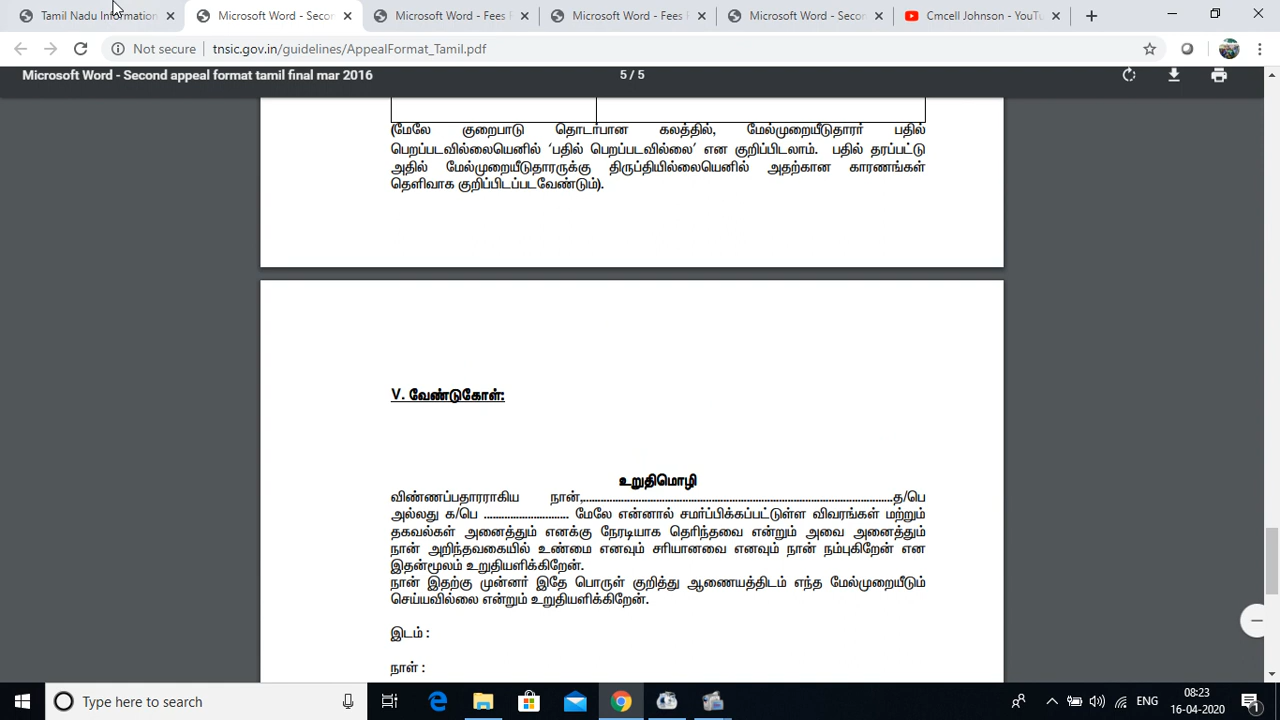 Tamil Nadu Information
Microsoft Word - Secon
Microsoft Word - Fees F
Microsoft Word - Fees F
Microsoft Word - Secon
Cmcell Johnson - YouTu
Not secure
tnsic.gov.in/guidelines/AppealFormat_Tamil.pdf
Microsoft Word - Second appeal format tamil final mar 2016
5 / 5
(மேலே குறைபாடு தொடர்பான கலத்தில், மேல்முறையீடுதாரர் பதில்
பெறப்படவில்லையெனில் ‘பதில் பெறப்படவில்லை’ என குறிப்பிடலாம். பதில் தரப்பட்டு
அதில் மேல்முறையீடுதாரருக்கு திருப்தியில்லையெனில் அதற்கான காரணங்கள்
தெளிவாக குறிப்பிடப்படவேண்டும்).
V. வேண்டுகோள்:
உறுதிமொழி
விண்ணப்பதாரராகிய நான்,..........................................................................................த/பெ
அல்லது க/பெ ............................ மேலே என்னால் சமர்ப்பிக்கப்பட்டுள்ள விவரங்கள் மற்றும்
தகவல்கள் அனைத்தும் எனக்கு நேரடியாக தெரிந்தவை என்றும் அவை அனைத்தும்
நான் அறிந்தவகையில் உண்மை எனவும் சரியானவை எனவும் நான் நம்புகிறேன் என
இதன்மூலம் உறுதியளிக்கிறேன்.
நான் இதற்கு முன்னர் இதே பொருள் குறித்து ஆணையத்திடம் எந்த மேல்முறையீடும்
செய்யவில்லை என்றும் உறுதியளிக்கிறேன்.
இடம் :
நாள் :
Type here to search
ENG
08:23
16-04-2020
1